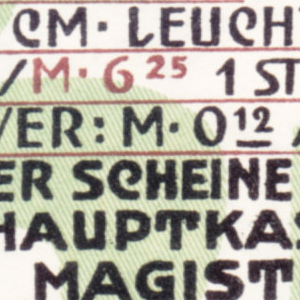 CM · LEUCH
/M · 6²⁵ 1 ST
VER: M · 0¹²
ER SCHEINE
HAUPTKAS
MAGIST